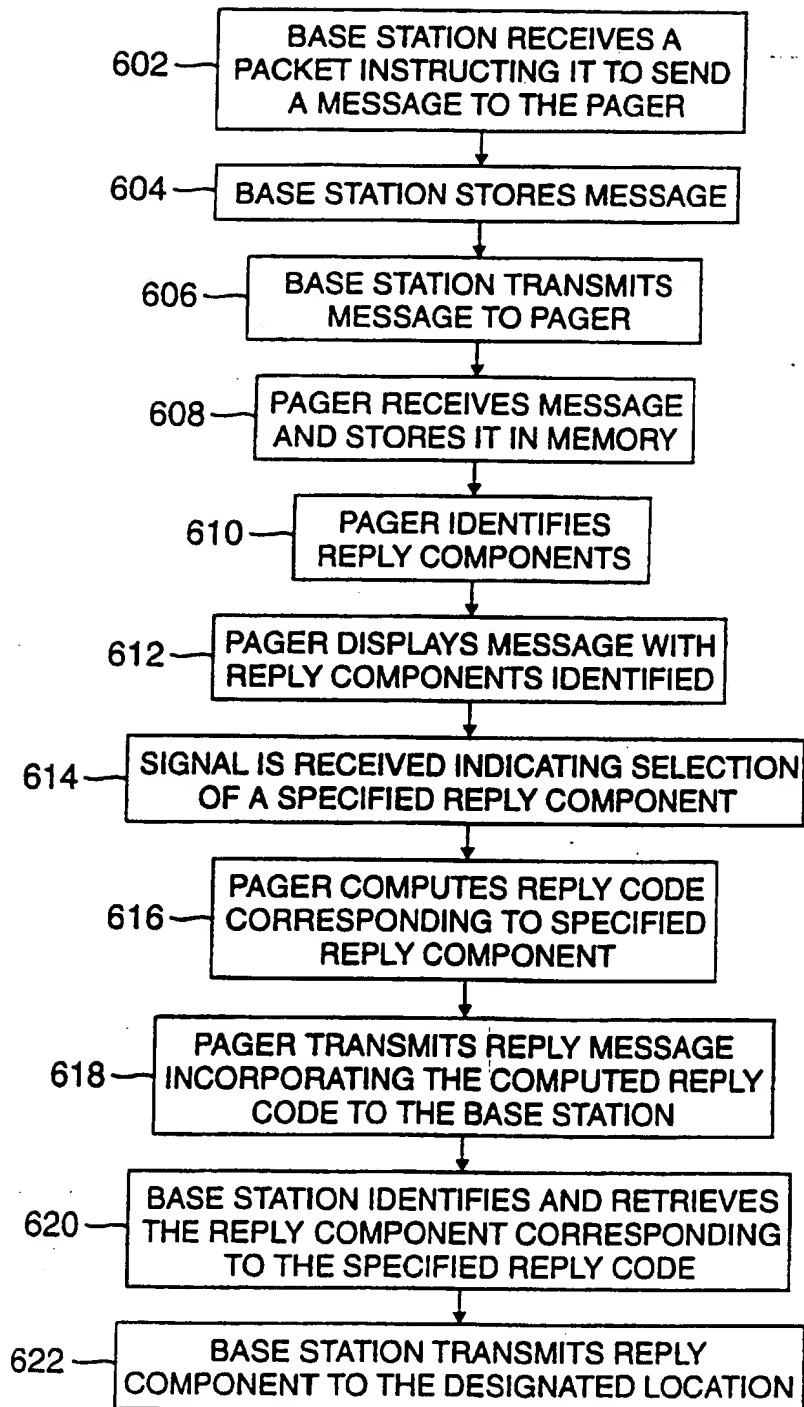 602
BASE STATION RECEIVES A
PACKET INSTRUCTING IT TO SEND
A MESSAGE TO THE PAGER
604
BASE STATION STORES MESSAGE
606
BASE STATION TRANSMITS
MESSAGE TO PAGER
608
PAGER RECEIVES MESSAGE
AND STORES IT IN MEMORY
610
PAGER IDENTIFIES
REPLY COMPONENTS
612
PAGER DISPLAYS MESSAGE WITH
REPLY COMPONENTS IDENTIFIED
614
SIGNAL IS RECEIVED INDICATING SELECTION
OF A SPECIFIED REPLY COMPONENT
616
PAGER COMPUTES REPLY CODE
CORRESPONDING TO SPECIFIED
REPLY COMPONENT
618
PAGER TRANSMITS REPLY MESSAGE
INCORPORATING THE COMPUTED REPLY
CODE TO THE BASE STATION
620
BASE STATION IDENTIFIES AND RETRIEVES
THE REPLY COMPONENT CORRESPONDING
TO THE SPECIFIED REPLY CODE
622
BASE STATION TRANSMITS REPLY
COMPONENT TO THE DESIGNATED LOCATION